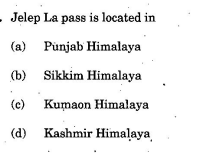 . Jelep La pass is located in
(a) Punjab Himalaya
(b) Sikkim Himalaya
(c) Kumaon Himalaya
(d) Kashmir Himalaya